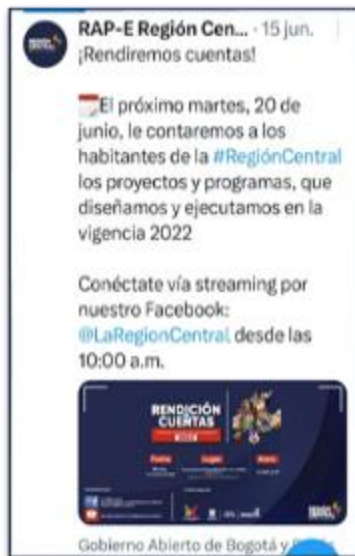 RAP-E Región Cen... · 15 jun.
¡Rendiremos cuentas!
El próximo martes, 20 de
junio, le contaremos a los
habitantes de la #RegiónCentral
los proyectos y programas, que
diseñamos y ejecutamos en la
vigencia 2022
Conéctate vía streaming por
nuestro Facebook:
@LaRegionCentral desde las
10:00 a.m.
RENDICIÓN
CUENTAS
Gobierno Abierto de Bogotá y